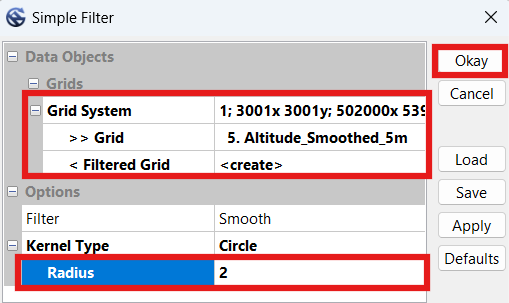 Simple Filter
Data Objects
Okay
Grids
Cancel
Grid System 1; 3001x 3001y; 502000x 539
>> Grid 5. Altitude_Smoothed_5m
< Filtered Grid <create>
Load
Options
Save
Filter Smooth
Apply
Kernel Type Circle
Defaults
Radius 2